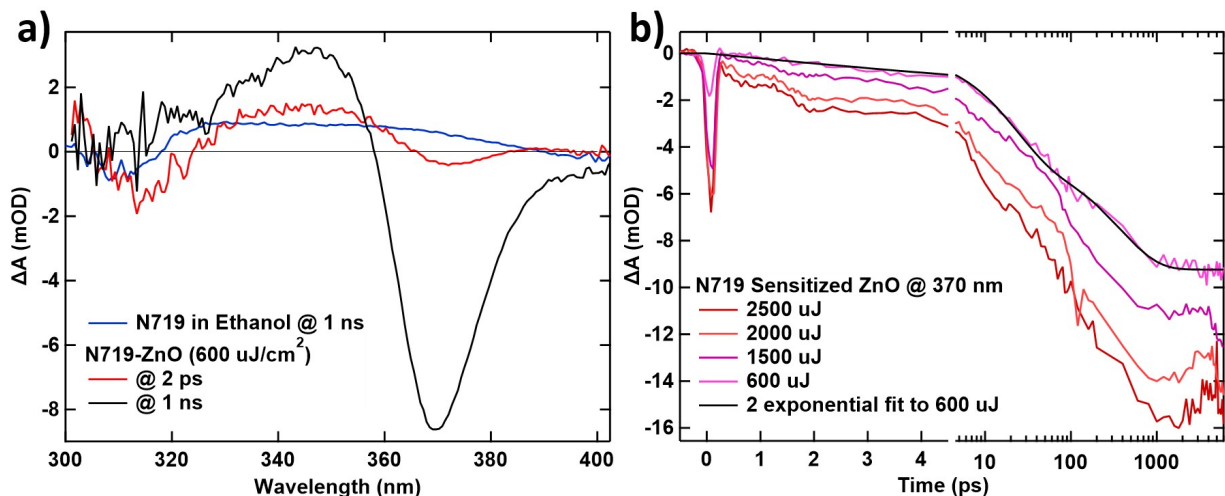 a)
ΔA (mOD)
2
0
-2
-4
-6
-8
N719 in Ethanol @ 1 ns
N719-ZnO (600 uJ/cm2)
@ 2 ps
@ 1 ns
300 320 340 360 380 400
Wavelength (nm)
b)
ΔA (mOD)
0
-2
-4
-6
-8
-10
-12
-14
-16
N719 Sensitized ZnO @ 370 nm
2500 uJ
2000 uJ
1500 uJ
600 uJ
2 exponential fit to 600 uJ
0 1 2 3 4 10 100 1000
Time (ps)